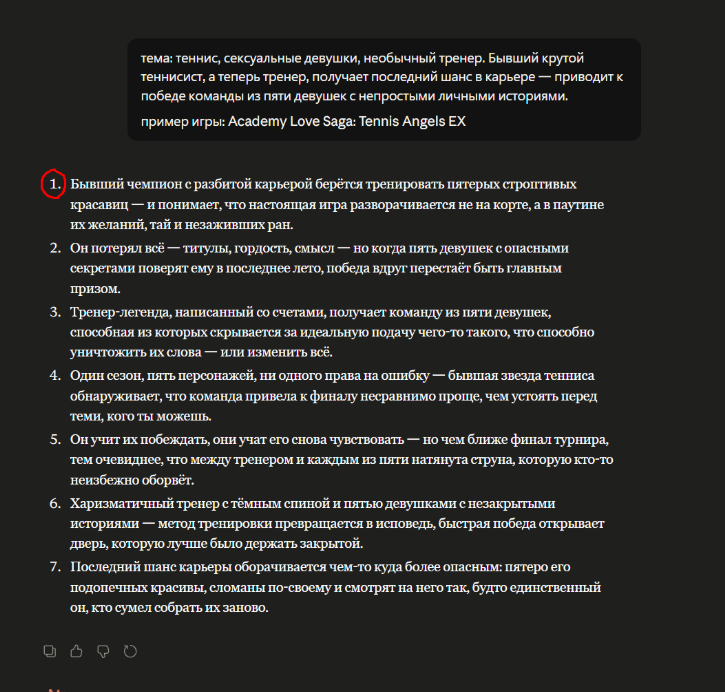 тема: теннис, сексуальные девушки, необычный тренер. Бывший крутой
теннисист, а теперь тренер, получает последний шанс в карьере — приводит к
победе команды из пяти девушек с непростыми личными историями.
пример игры: Academy Love Saga: Tennis Angels EX
1. Бывший чемпион с разбитой карьерой берётся тренировать пятерых строптивых
красавиц — и понимает, что настоящая игра разворачивается не на корте, а в паутине
их желаний, тай и незаживших ран.
2. Он потерял всё — титулы, гордость, смысл — но когда пять девушек с опасными
секретами поверят ему в последнее лето, победа вдруг перестаёт быть главным
призом.
3. Тренер-легенда, написанный со счетами, получает команду из пяти девушек,
способная из которых скрывается за идеальную подачу чего-то такого, что способно
уничтожить их слова — или изменить всё.
4. Один сезон, пять персонажей, ни одного права на ошибку — бывшая звезда тенниса
обнаруживает, что команда привела к финалу несравнимо проще, чем устоять перед
теми, кого ты можешь.
5. Он учит их побеждать, они учат его снова чувствовать — но чем ближе финал турнира,
тем очевиднее, что между тренером и каждым из пяти натянута струна, которую кто-то
неизбежно оборвёт.
6. Харизматичный тренер с тёмным спиной и пятью девушками с незакрытыми
историями — метод тренировки превращается в исповедь, быстрая победа открывает
дверь, которую лучше было держать закрытой.
7. Последний шанс карьеры оборачивается чем-то куда более опасным: пятеро его
подопечных красивы, сломаны по-своему и смотрят на него так, будто единственный
он, кто сумел собрать их заново.